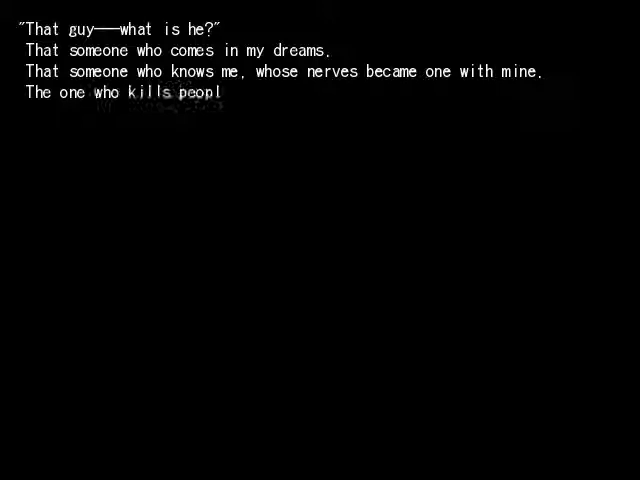 "That guy――what is he?"
That someone who comes in my dreams.
That someone who knows me, whose nerves became one with mine.
The one who kills peopl